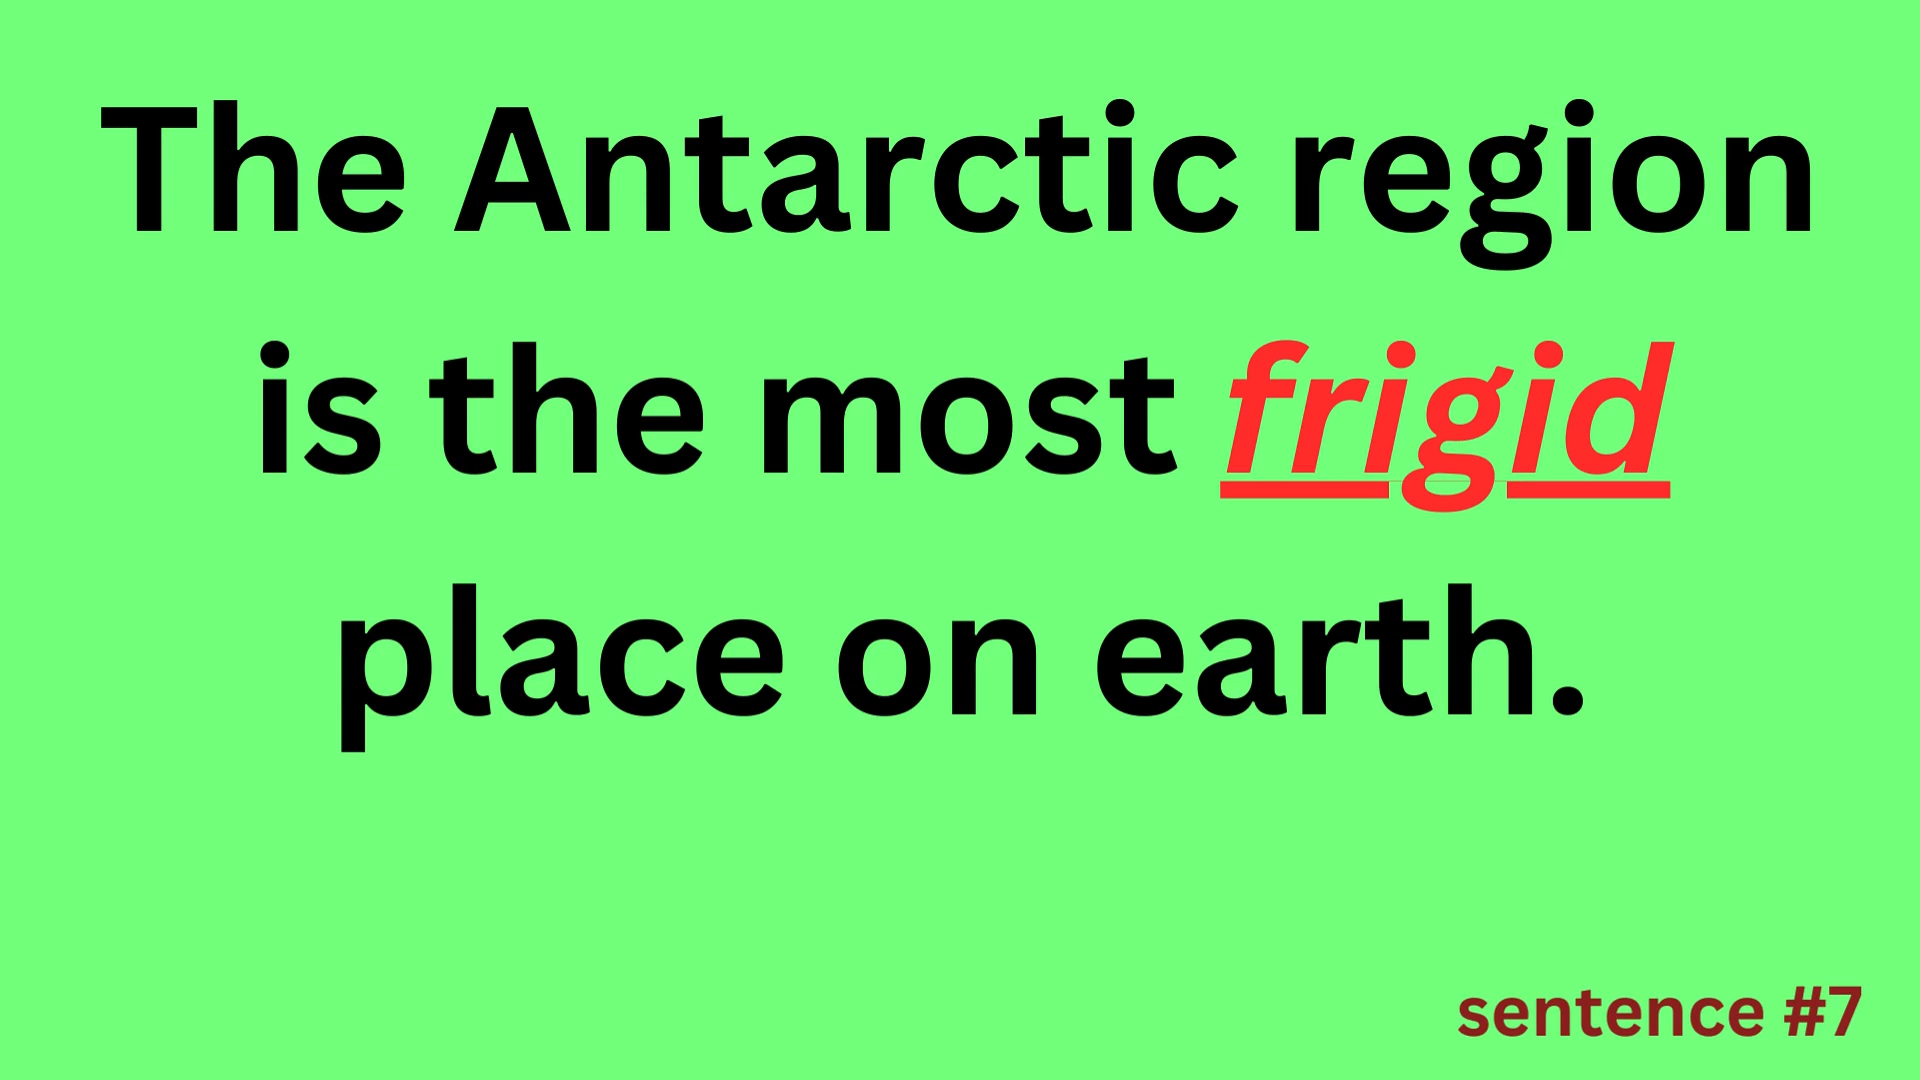 The Antarctic region
is the most frigid
place on earth.
sentence #7